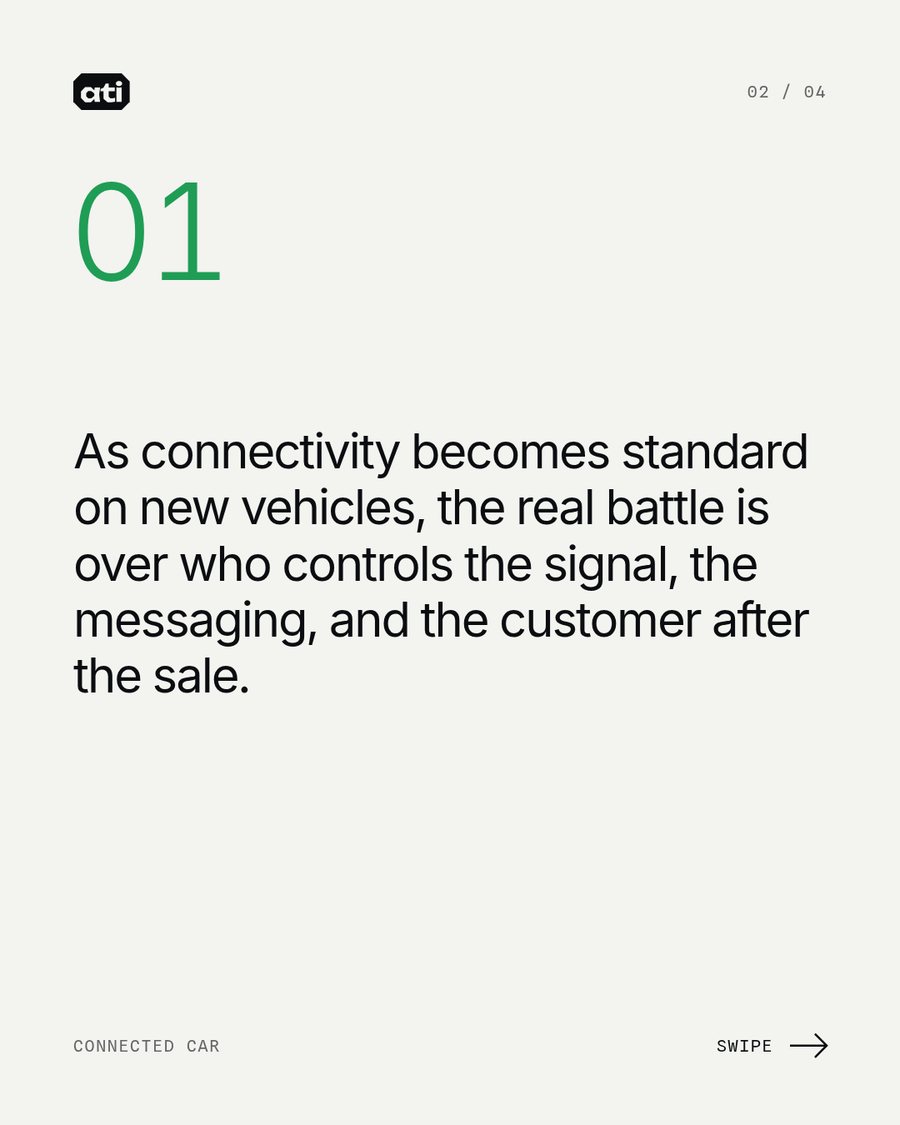 ati
02 / 04
01
As connectivity becomes standard
on new vehicles, the real battle is
over who controls the signal, the
messaging, and the customer after
the sale.
CONNECTED CAR
SWIPE